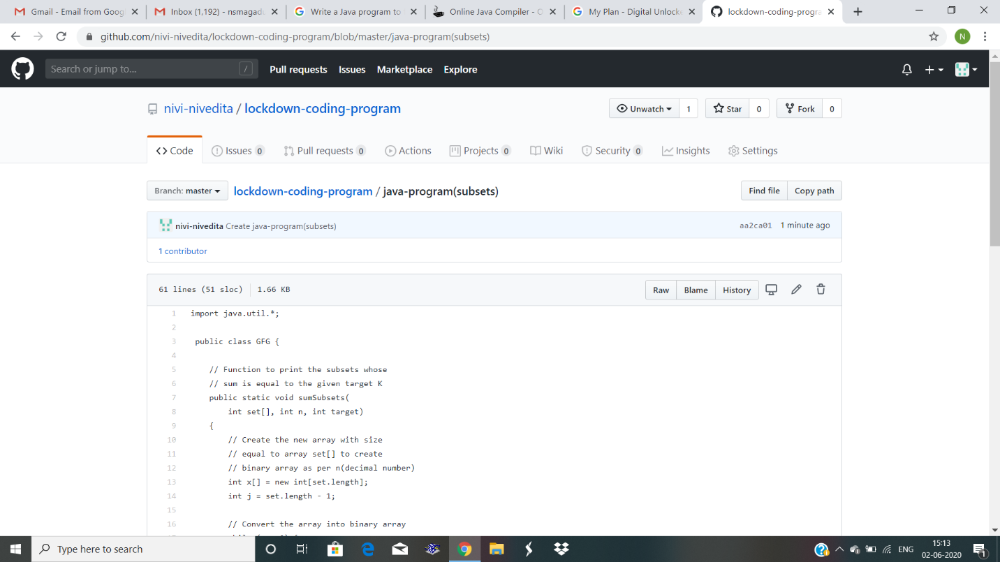 Gmail - Email from Goog
Inbox (1,192) - nsmagad
Write a Java program to
Online Java Compiler - O
My Plan - Digital Unlocke
lockdown-coding-progra
github.com/nivi-nivedita/lockdown-coding-program/blob/master/java-program(subsets)
N
Search or jump to...
/
Pull requests Issues Marketplace Explore
nivi-nivedita / lockdown-coding-program
Unwatch 1 Star 0 Fork 0
Code Issues 0 Pull requests 0 Actions Projects 0 Wiki Security 0 Insights Settings
Branch: master lockdown-coding-program / java-program(subsets) Find file Copy path
nivi-nivedita Create java-program(subsets) aa2ca01 1 minute ago
1 contributor
61 lines (51 sloc) 1.66 KB Raw Blame History
1 import java.util.*;
2
3 public class GFG {
4
5 // Function to print the subsets whose
6 // sum is equal to the given target K
7 public static void sumSubsets(
8 int set[], int n, int target)
9 {
10 // Create the new array with size
11 // equal to array set[] to create
12 // binary array as per n(decimal number)
13 int x[] = new int[set.length];
14 int j = set.length - 1;
15
16 // Convert the array into binary array
Type here to search
ENG
15:13
02-06-2020
1